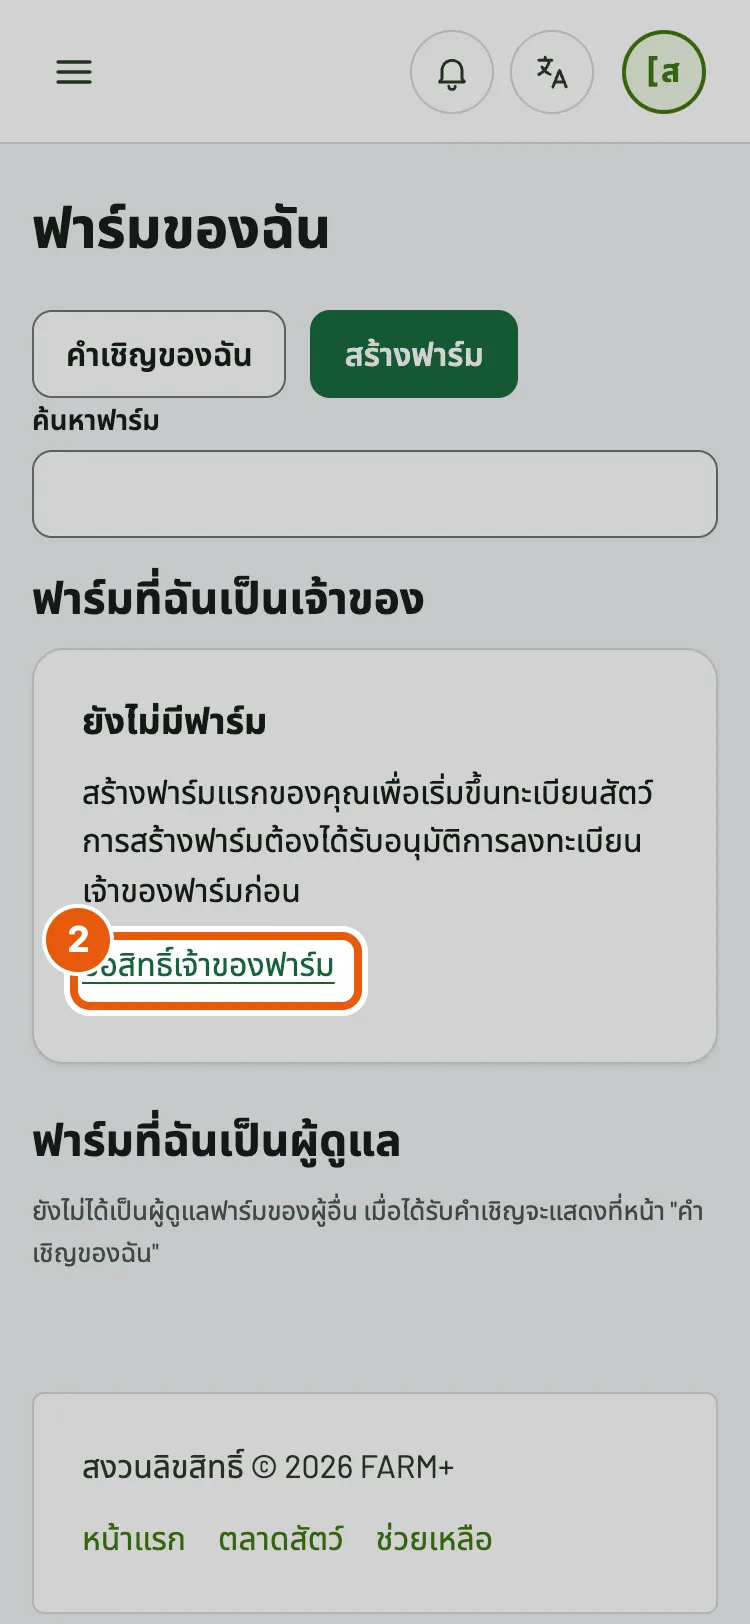 [ส
ฟาร์มของฉัน
คำเชิญของฉัน
สร้างฟาร์ม
ค้นหาฟาร์ม
ฟาร์มที่ฉันเป็นเจ้าของ
ยังไม่มีฟาร์ม
สร้างฟาร์มแรกของคุณเพื่อเริ่มขึ้นทะเบียนสัตว์
การสร้างฟาร์มต้องได้รับอนุมัติการลงทะเบียน
เจ้าของฟาร์มก่อน
2
ขอสิทธิ์เจ้าของฟาร์ม
ฟาร์มที่ฉันเป็นผู้ดูแล
ยังไม่ได้เป็นผู้ดูแลฟาร์มของผู้อื่น เมื่อได้รับคำเชิญจะแสดงที่หน้า "คำ
เชิญของฉัน"
สงวนลิขสิทธิ์ © 2026 FARM+
หน้าแรก ตลาดสัตว์ ช่วยเหลือ